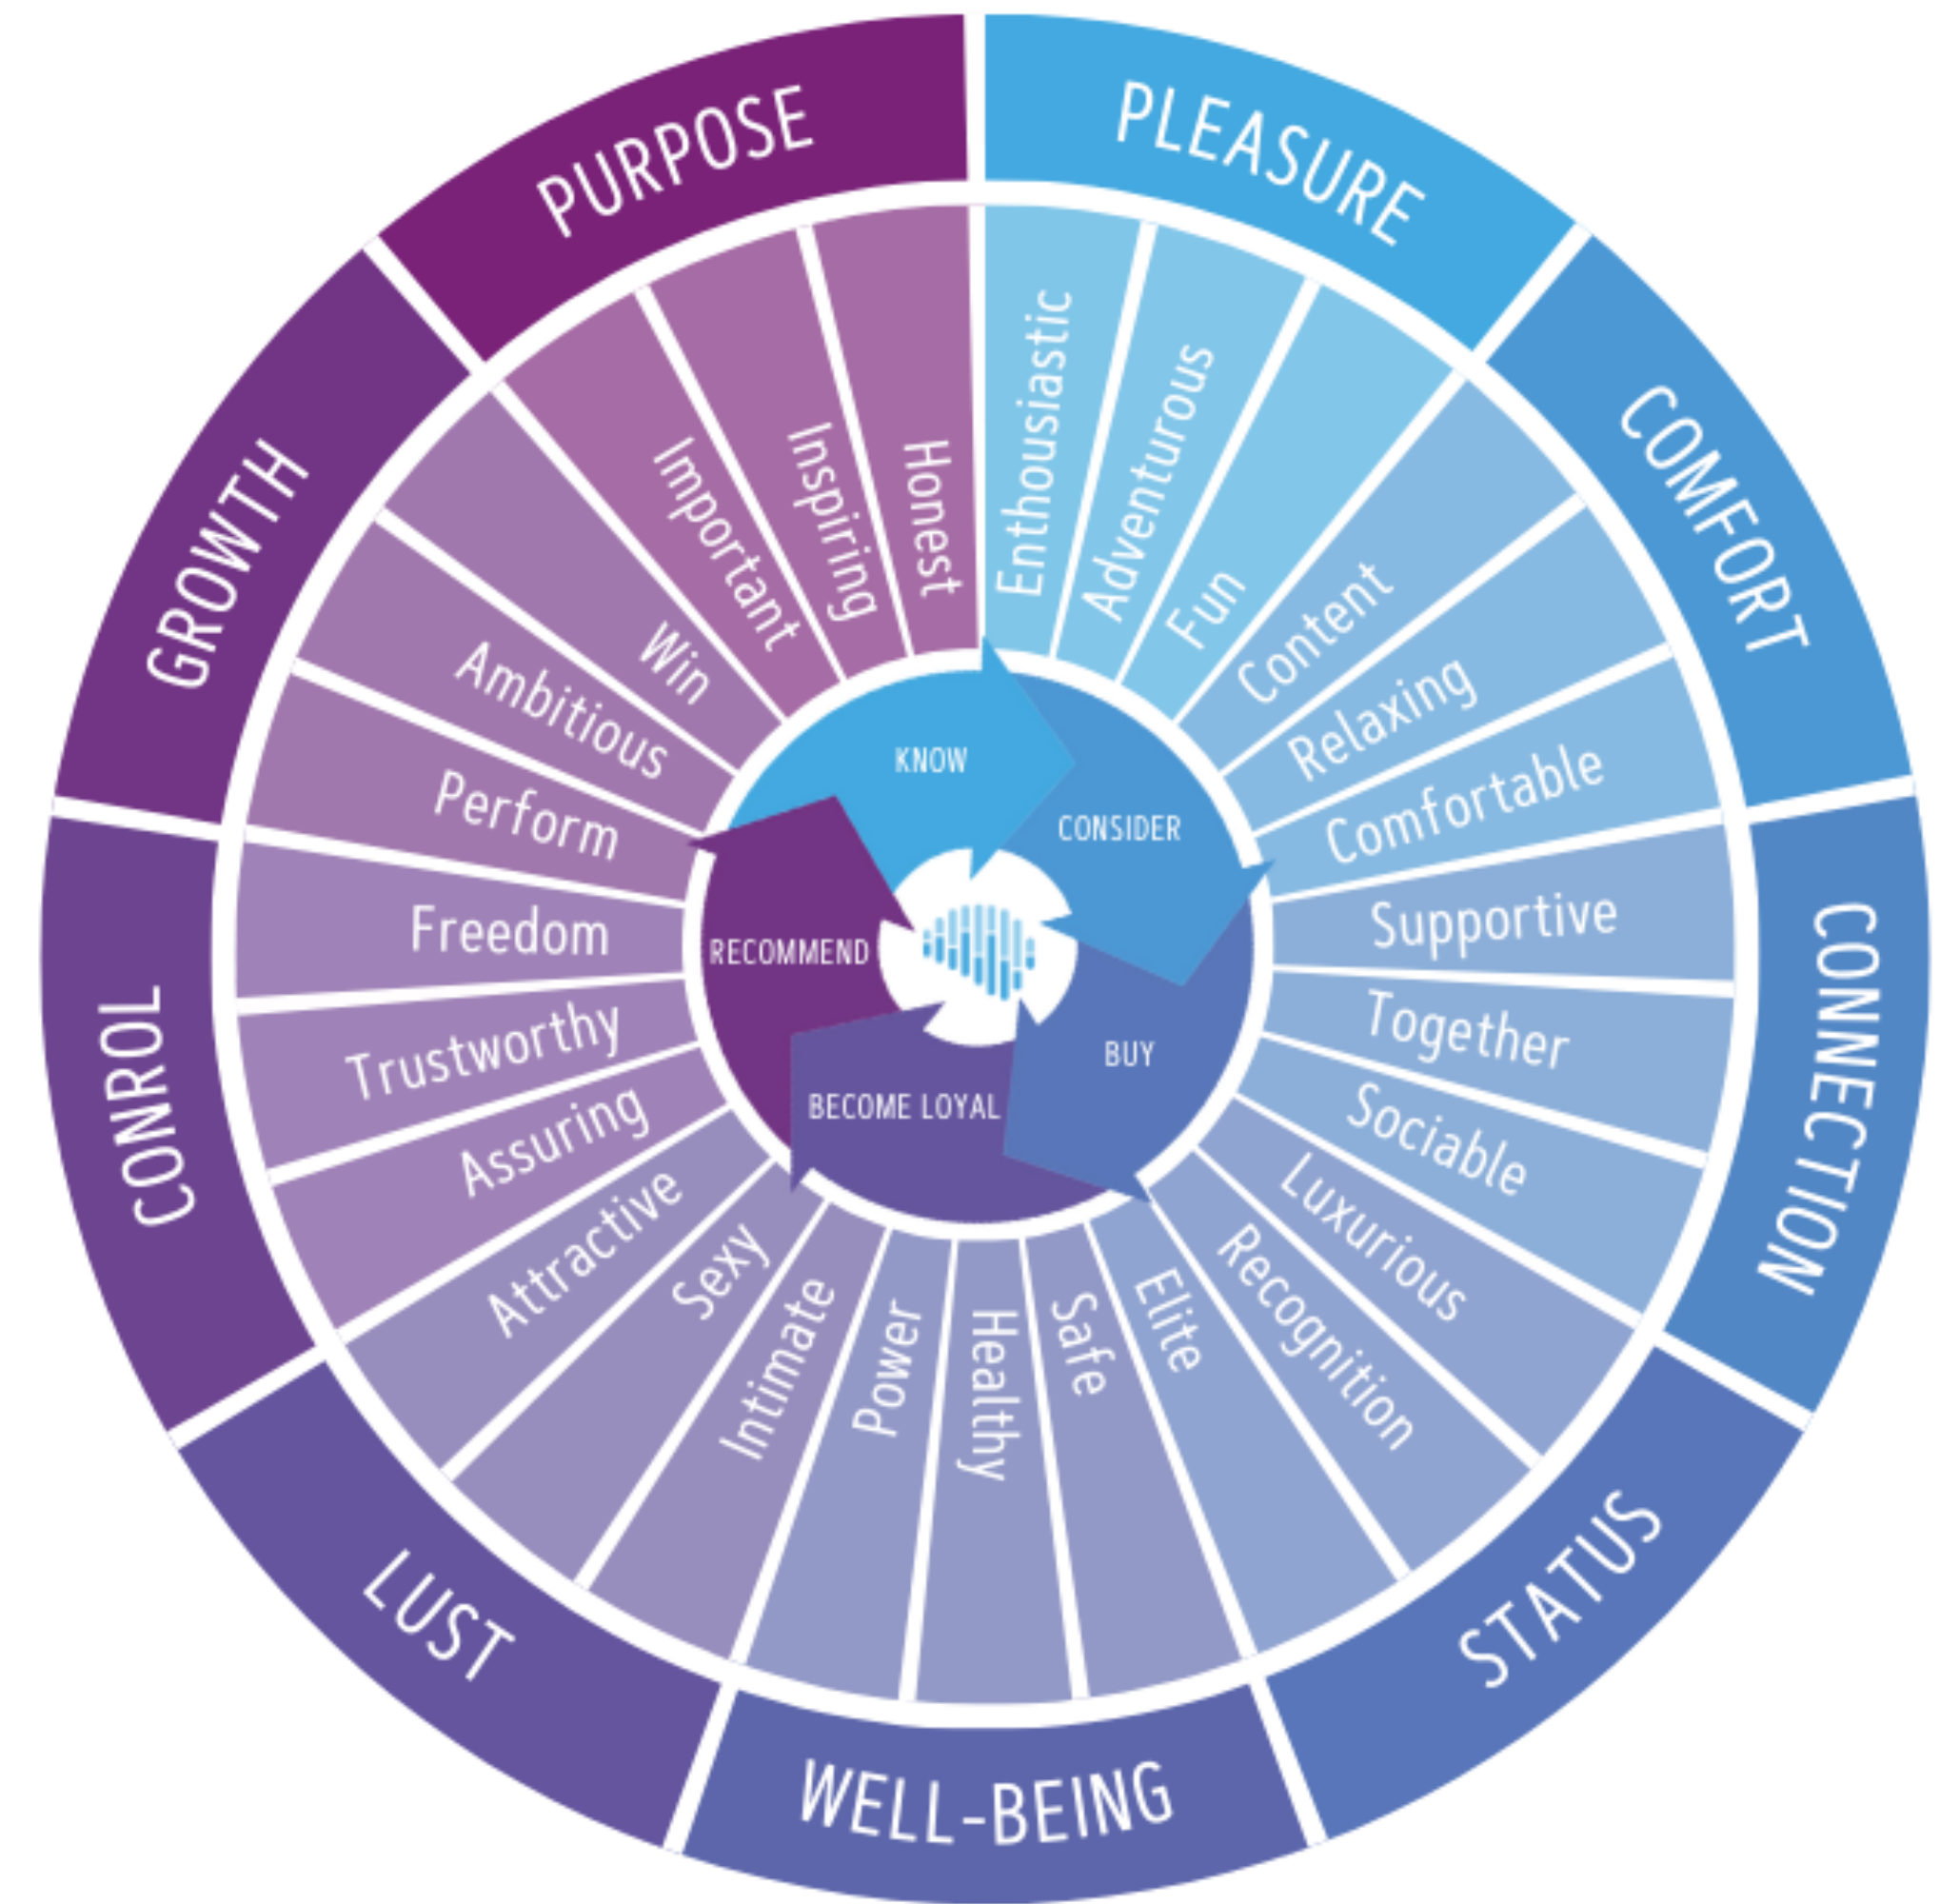 PLEASURE
COMFORT
CONNECTION
STATUS
WELL-BEING
LUST
CONROL
GROWTH
PURPOSE
Enthousiastic
Adventurous
Fun
Content
Relaxing
Comfortable
Supportive
Together
Sociable
Luxurious
Recognition
Elite
Safe
Healthy
Power
Intimate
Sexy
Attractive
Assuring
Trustworthy
Freedom
Perform
Ambitious
Win
Important
Inspiring
Honest
KNOW
CONSIDER
BUY
BECOME LOYAL
RECOMMEND